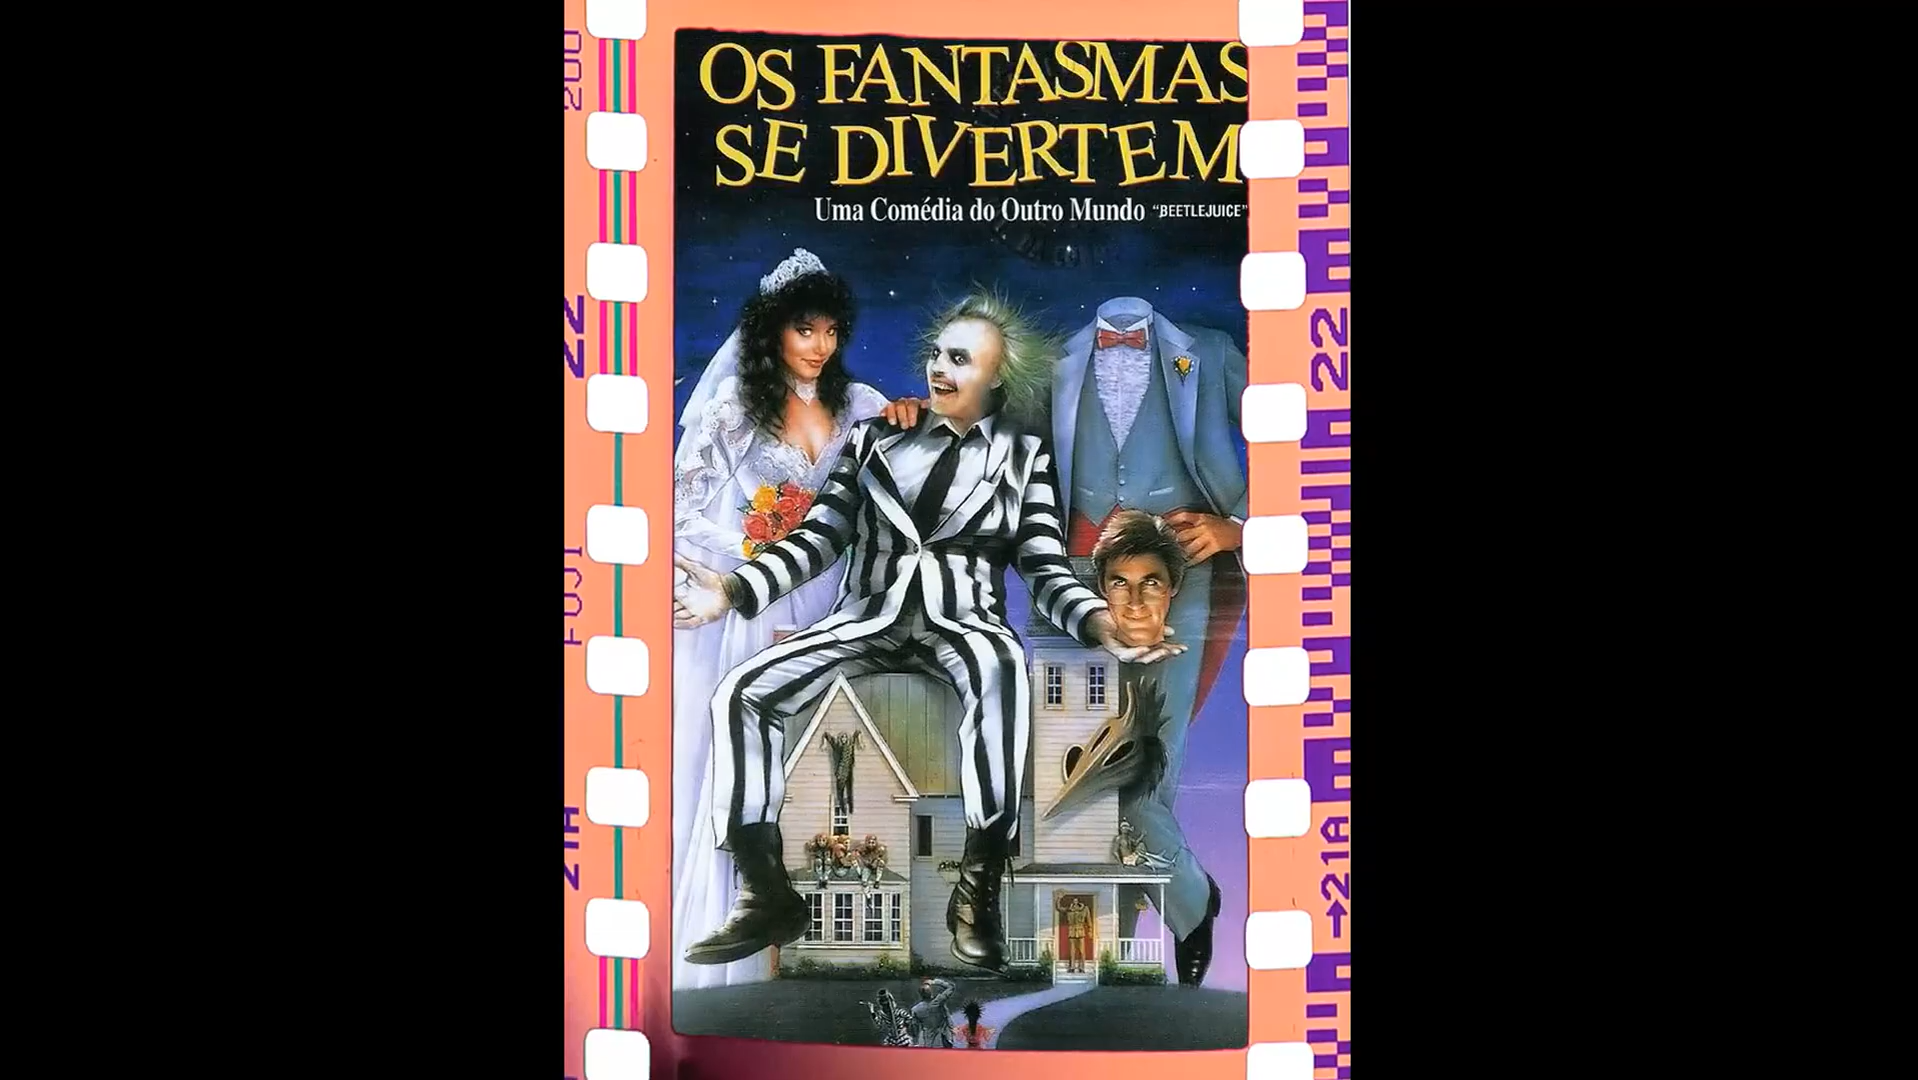 OS FANTASMAS
SE DIVERTEM
Uma Comédia do Outro Mundo "BEETLEJUICE"
200
22
FUJI
21A
22
→21A